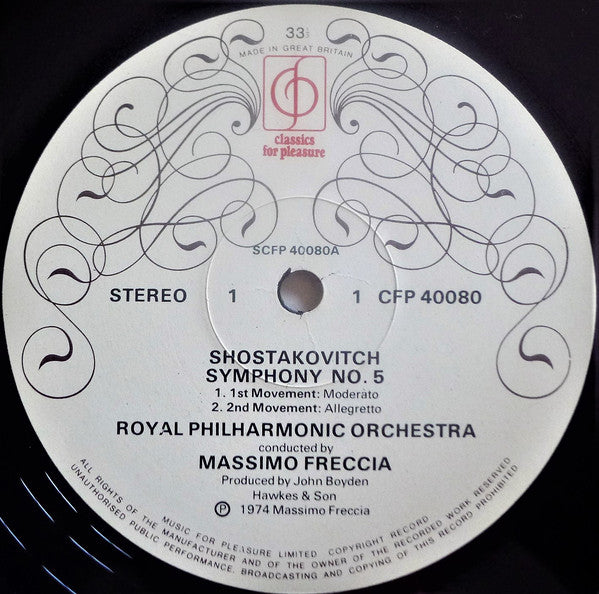 33⅓
MADE IN GREAT BRITAIN
classics
for pleasure
SCFP 40080A
STEREO 1 1 CFP 40080
SHOSTAKOVITCH
SYMPHONY NO. 5
1. 1st Movement: Moderato
2. 2nd Movement: Allegretto
ROYAL PHILHARMONIC ORCHESTRA
conducted by
MASSIMO FRECCIA
Produced by John Boyden
Hawkes & Son
℗ 1974 Massimo Freccia
MUSIC FOR PLEASURE LIMITED COPYRIGHT RECORD
ALL RIGHTS OF THE MANUFACTURER AND OF THE OWNER OF THE RECORDED WORK RESERVED
UNAUTHORISED PUBLIC PERFORMANCE, BROADCASTING AND COPYING OF THIS RECORD PROHIBITED